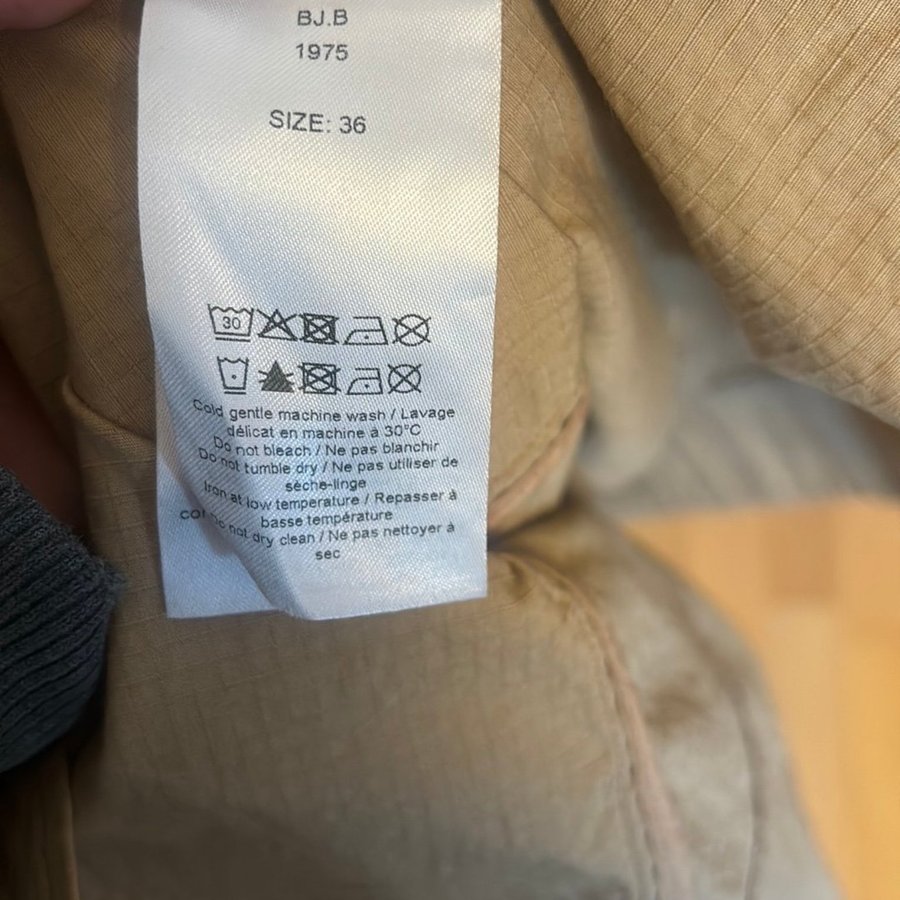 BJ.B
1975
SIZE: 36
30
Cold gentle machine wash / Lavage
délicat en machine à 30°C
Do not bleach / Ne pas blanchir
Do not tumble dry / Ne pas utiliser de
sèche-linge
Iron at low temperature / Repasser à
basse température
Do not dry clean / Ne pas nettoyer à
sec